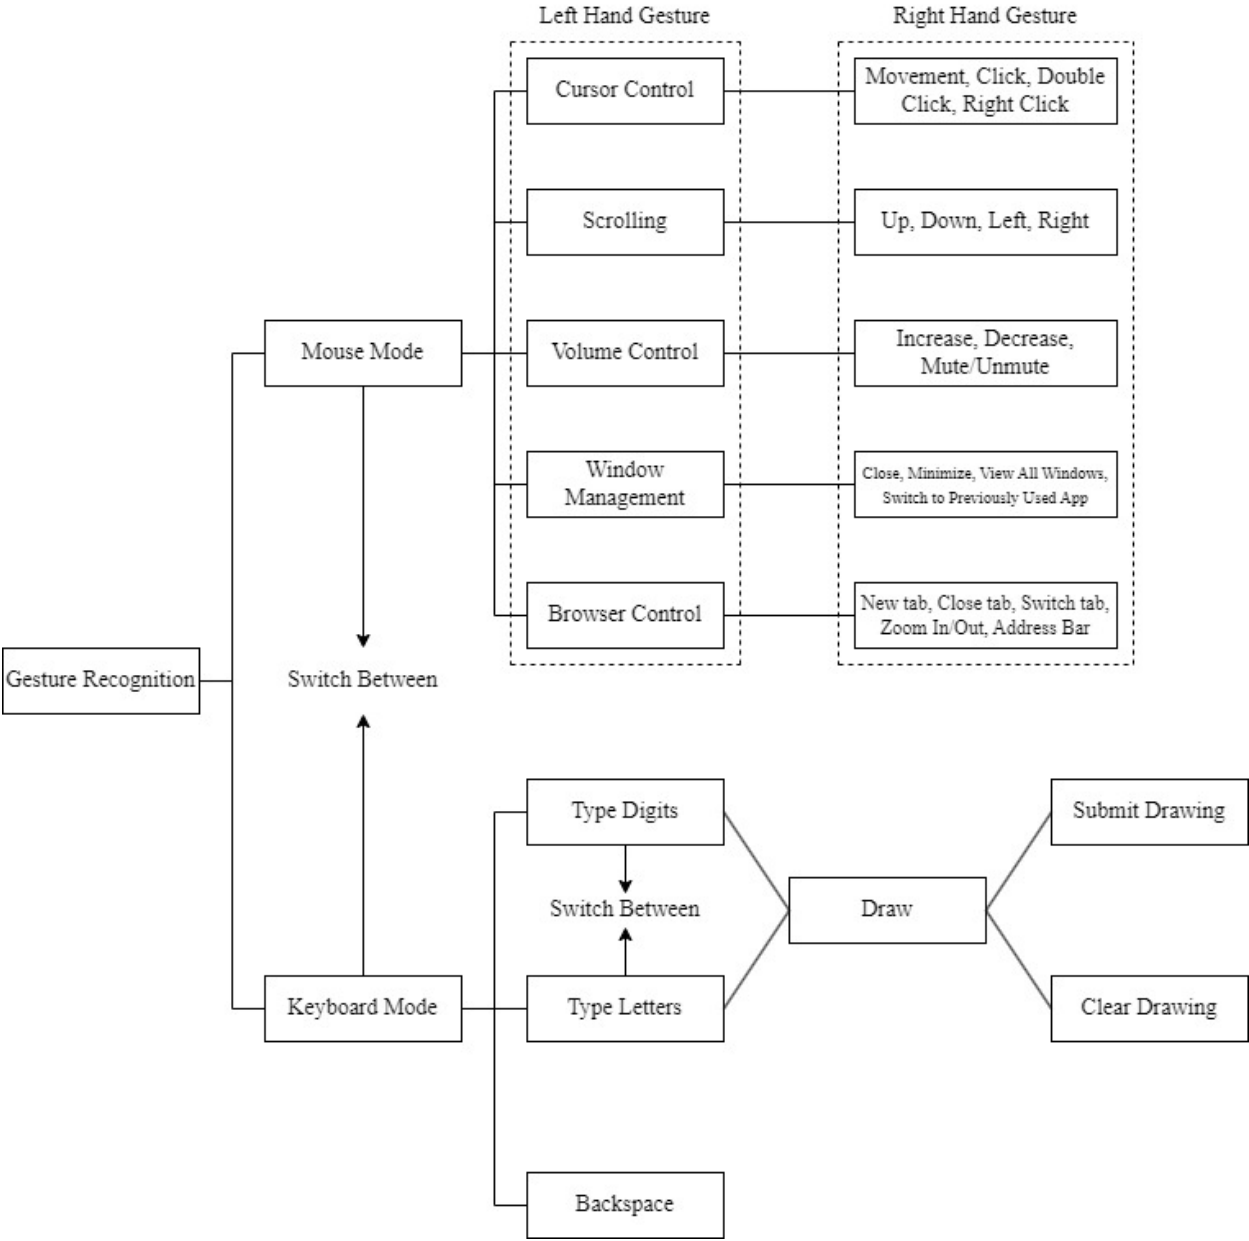 Left Hand Gesture
Right Hand Gesture
Cursor Control
Movement, Click, Double
Click, Right Click
Scrolling
Up, Down, Left, Right
Mouse Mode
Volume Control
Increase, Decrease,
Mute/Unmute
Window
Management
Close, Minimize, View All Windows,
Switch to Previously Used App
Browser Control
New tab, Close tab, Switch tab,
Zoom In/Out, Address Bar
Gesture Recognition
Switch Between
Type Digits
Submit Drawing
Switch Between
Draw
Keyboard Mode
Type Letters
Clear Drawing
Backspace